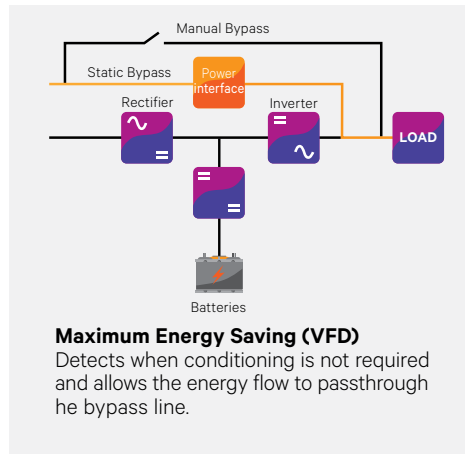 Manual Bypass
Static Bypass
Power
interface
Rectifier
Inverter
LOAD
Batteries
Maximum Energy Saving (VFD)
Detects when conditioning is not required
and allows the energy flow to passthrough
he bypass line.